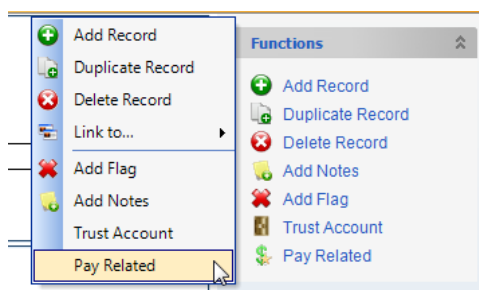 Add Record
Duplicate Record
Delete Record
Link to...
Add Flag
Add Notes
Trust Account
Pay Related
Functions
Add Record
Duplicate Record
Delete Record
Add Notes
Add Flag
Trust Account
Pay Related